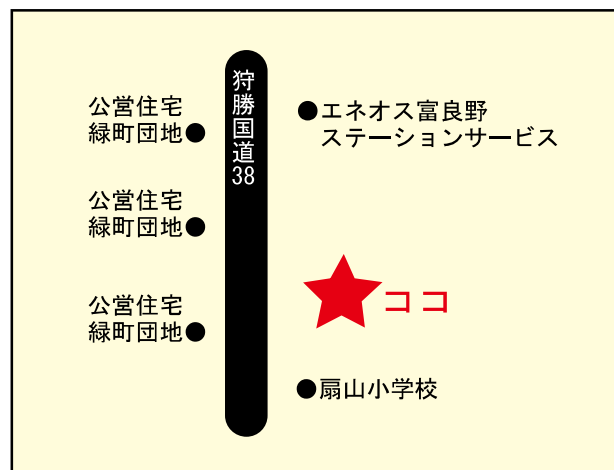 公営住宅
緑町団地
狩勝国道38
エネオス富良野
ステーションサービス
公営住宅
緑町団地
ココ
公営住宅
緑町団地
扇山小学校